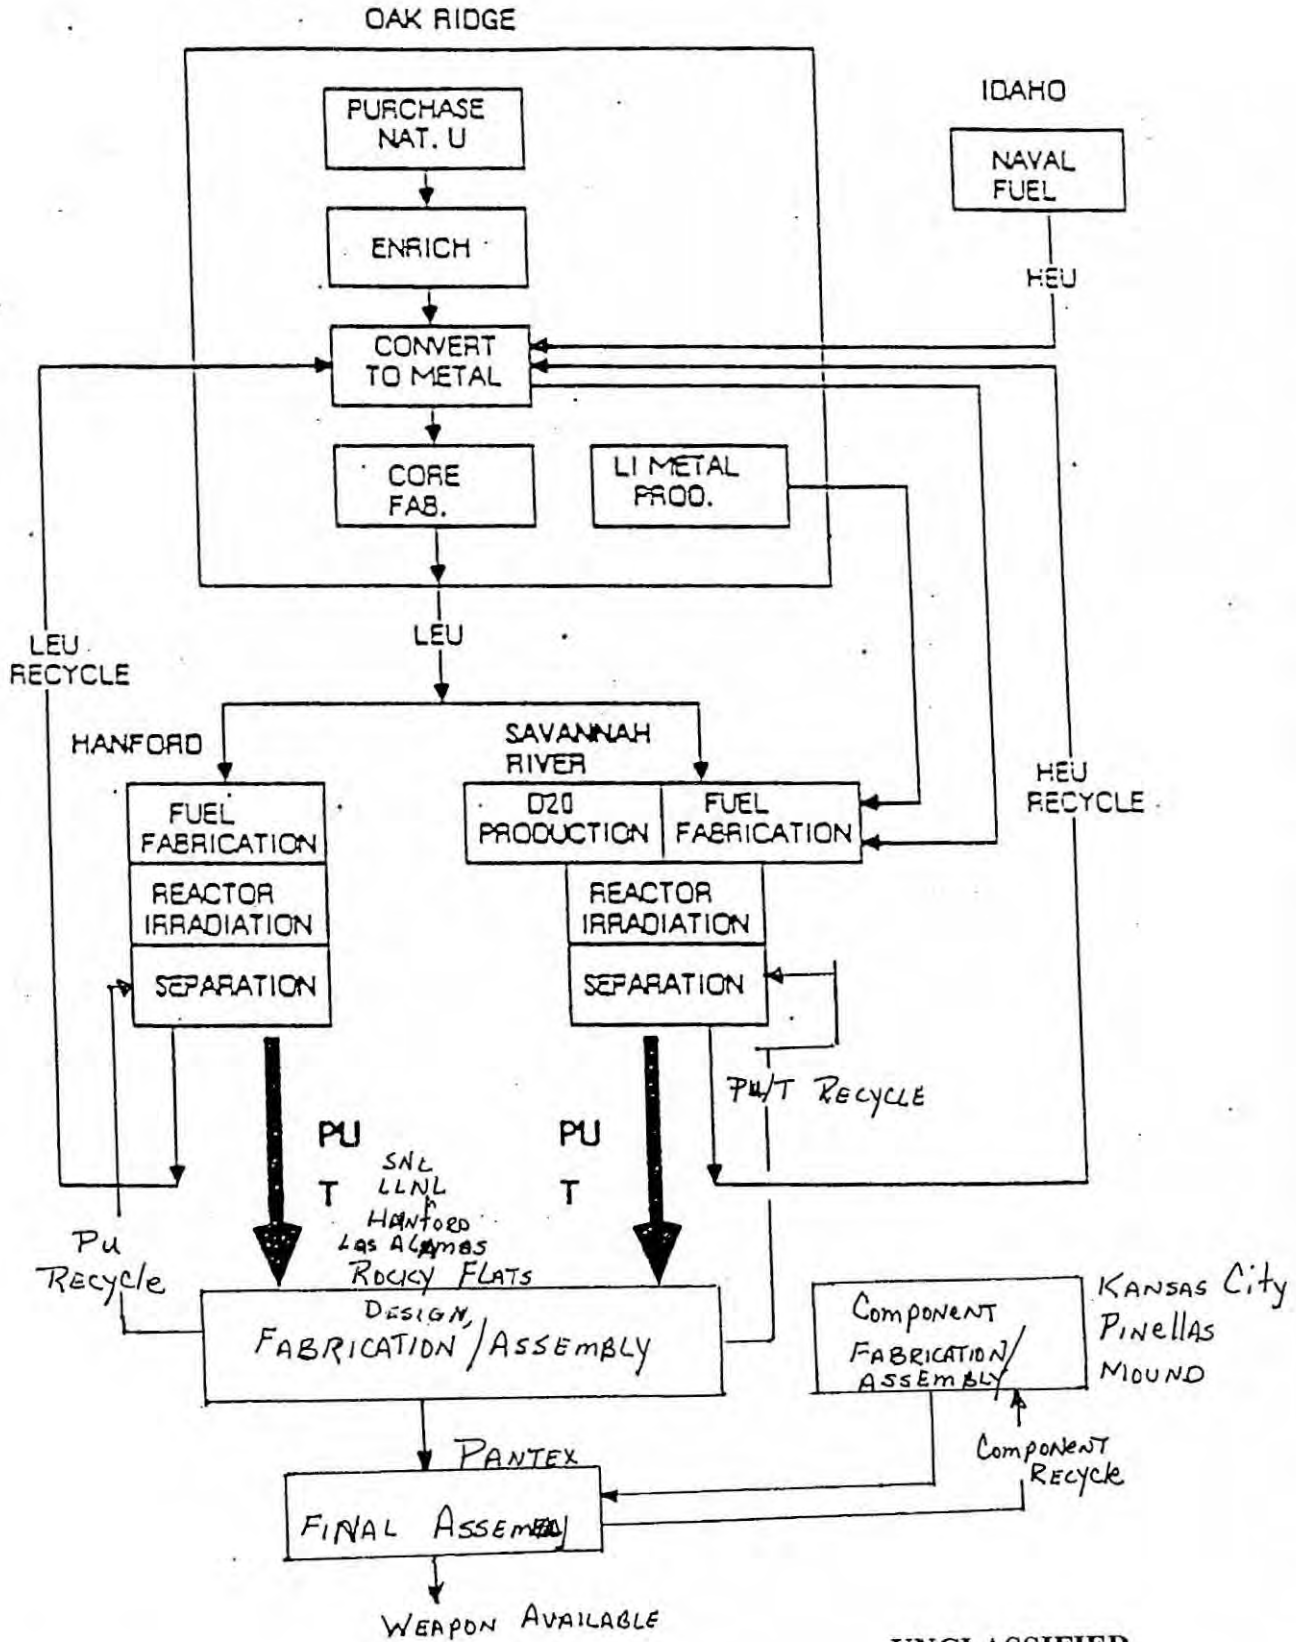 OAK RIDGE
PURCHASE
NAT. U
ENRICH
CONVERT
TO METAL
CORE
FAB.
LI METAL
PROD.
IDAHO
NAVAL
FUEL
HEU
LEU
RECYCLE
LEU
HANFORD
SAVANNAH
RIVER
HEU
RECYCLE
FUEL
FABRICATION
REACTOR
IRRADIATION
SEPARATION
D20
PRODUCTION
FUEL
FABRICATION
REACTOR
IRRADIATION
SEPARATION
PU/T RECYCLE
PU
T
PU
T
SNL
LLNL
HANFORD
LOS ALAMOS
ROCKY FLATS
Pu
RECYCLE
DESIGN,
FABRICATION/ASSEMBLY
COMPONENT
FABRICATION/
ASSEMBLY
KANSAS CITY
PINELLAS
MOUND
PANTEX
COMPONENT
RECYCLE
FINAL ASSEMBLY
WEAPON AVAILABLE